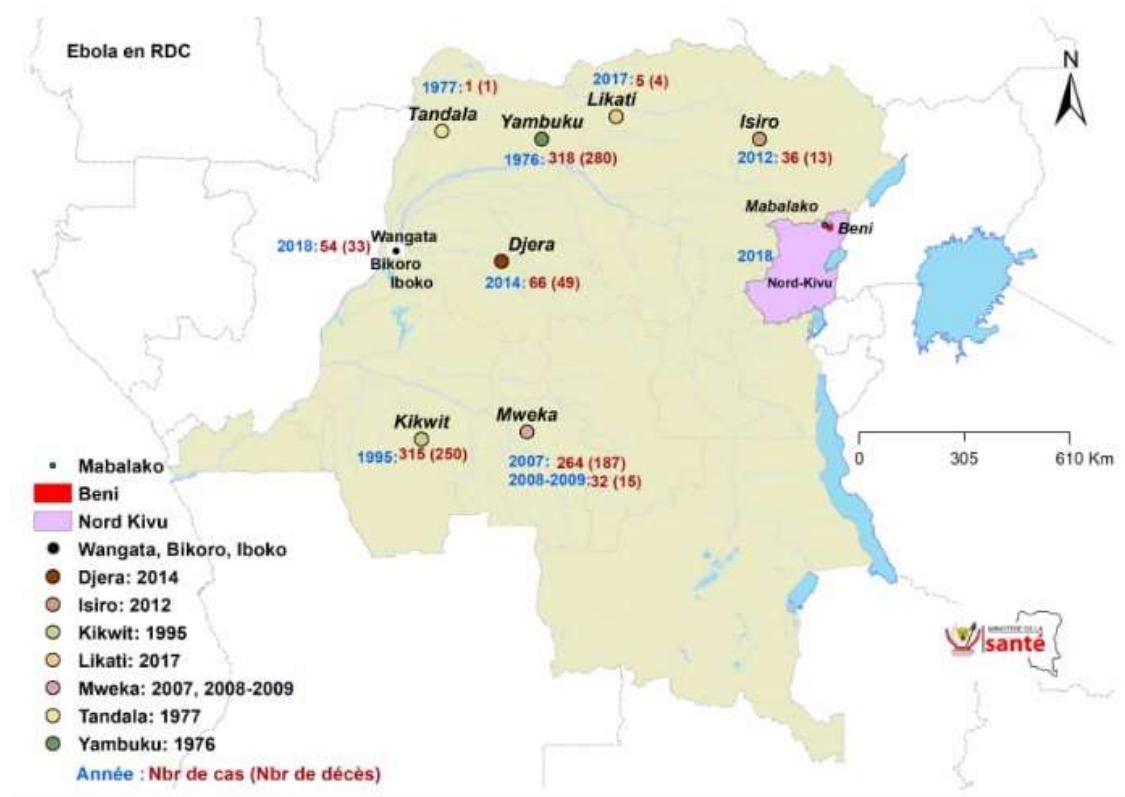 Ebola en RDC
N
2017: 5 (4)
1977: 1 (1)
Likati
Tandala
Yambuku
Isiro
1976: 318 (280)
2012: 36 (13)
Mabalako
Beni
Wangata
2018: 54 (33)
Djera
2018
Bikoro
Iboko
2014: 66 (49)
Nord-Kivu
Kikwit
Mweka
1995: 315 (250)
2007: 264 (187)
2008-2009: 32 (15)
0 305 610 Km
Mabalako
Beni
Nord Kivu
Wangata, Bikoro, Iboko
Djera: 2014
Isiro: 2012
Kikwit: 1995
Likati: 2017
Mweka: 2007, 2008-2009
Tandala: 1977
Yambuku: 1976
Année : Nbr de cas (Nbr de décès)
MINISTÈRE DE LA
santé